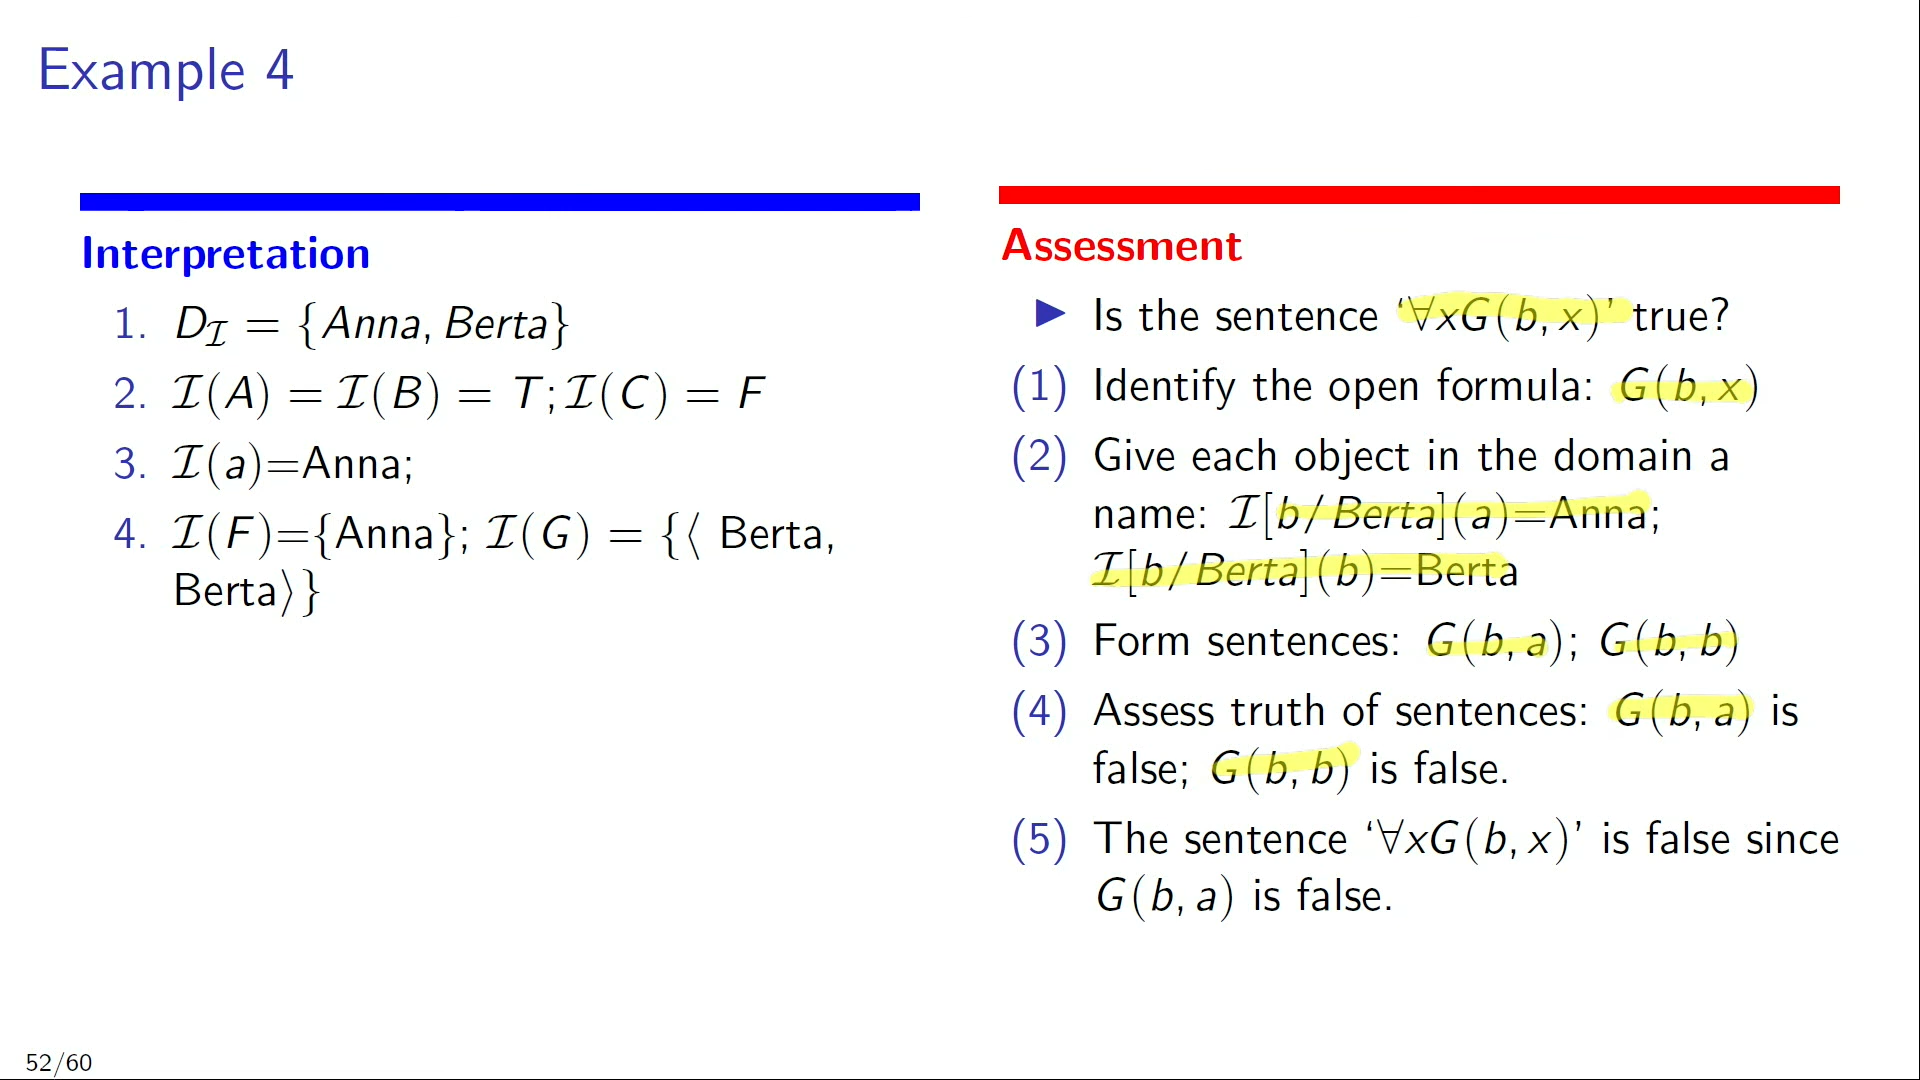 Example 4
Interpretation
1. D_ℐ = {Anna, Berta}
2. ℐ(A) = ℐ(B) = T; ℐ(C) = F
3. ℐ(a)=Anna;
4. ℐ(F)={Anna}; ℐ(G) = {⟨ Berta,
Berta⟩}
Assessment
▶ Is the sentence ‘∀xG(b, x)’ true?
(1) Identify the open formula: G(b, x)
(2) Give each object in the domain a
name: ℐ[b/Berta](a)=Anna;
ℐ[b/Berta](b)=Berta
(3) Form sentences: G(b, a); G(b, b)
(4) Assess truth of sentences: G(b, a) is
false; G(b, b) is false.
(5) The sentence ‘∀xG(b, x)’ is false since
G(b, a) is false.
52/60